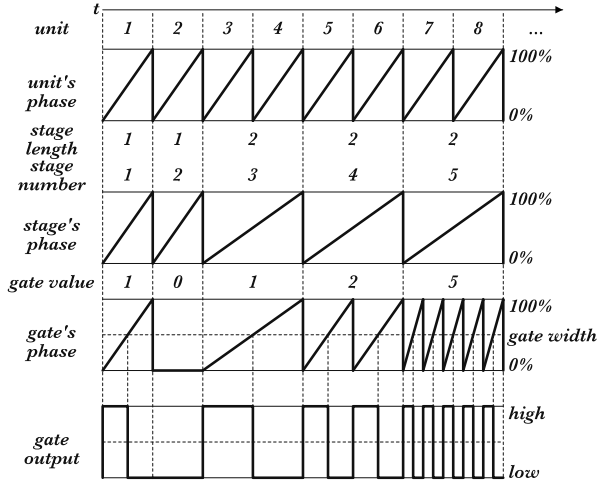 t
unit 1 2 3 4 5 6 7 8 ...
100%
unit's
phase
0%
stage
length 1 1 2 2 2
stage
number 1 2 3 4 5
100%
stage's
phase
0%
gate value 1 0 1 2 5
100%
gate's
phase
gate width
0%
high
gate
output
low